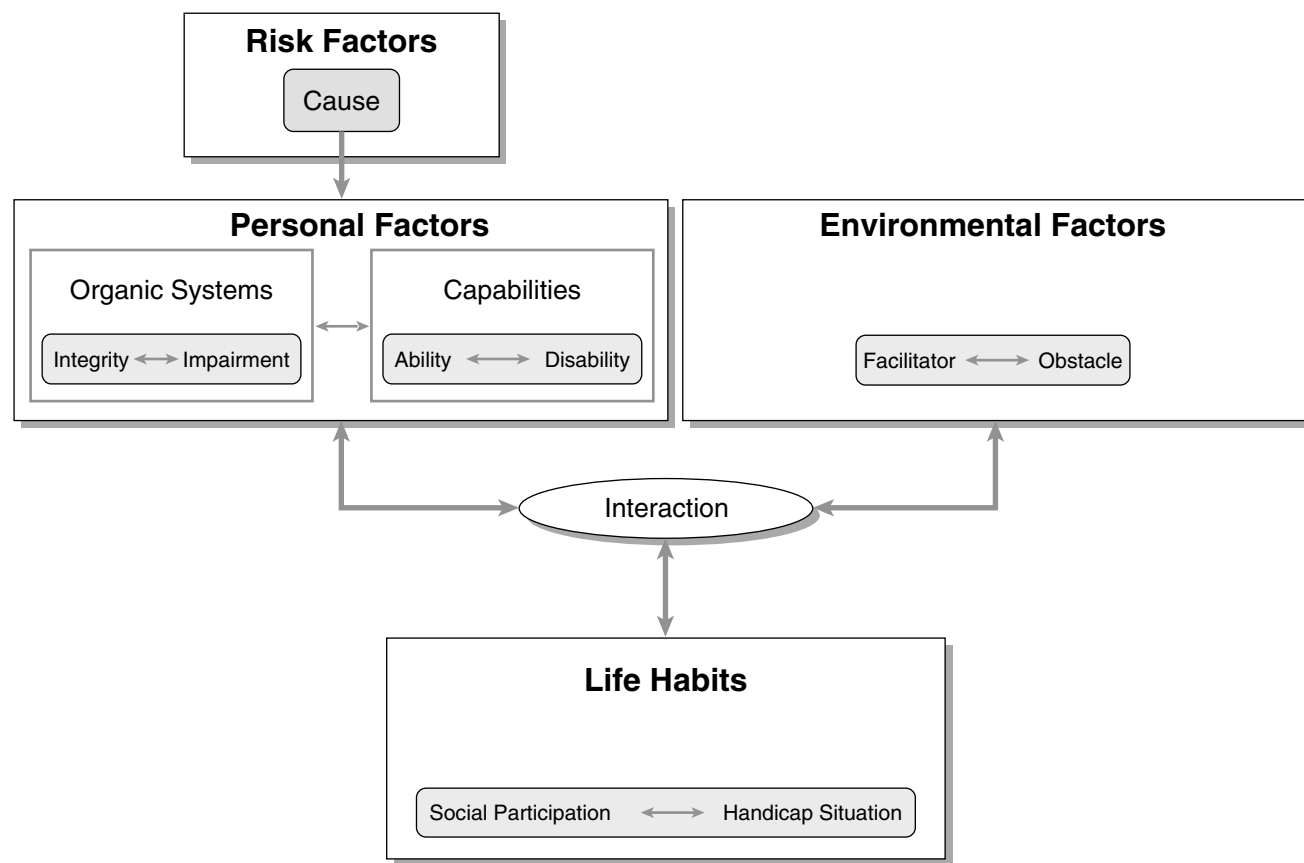 Risk Factors
Cause
Personal Factors
Organic Systems
Integrity Impairment
Capabilities
Ability Disability
Environmental Factors
Facilitator Obstacle
Interaction
Life Habits
Social Participation Handicap Situation